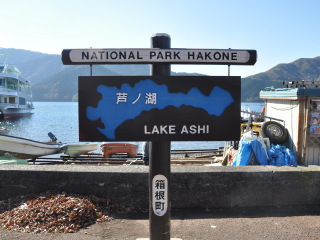 NATIONAL PARK HAKONE
芦ノ湖
LAKE ASHI
箱根町